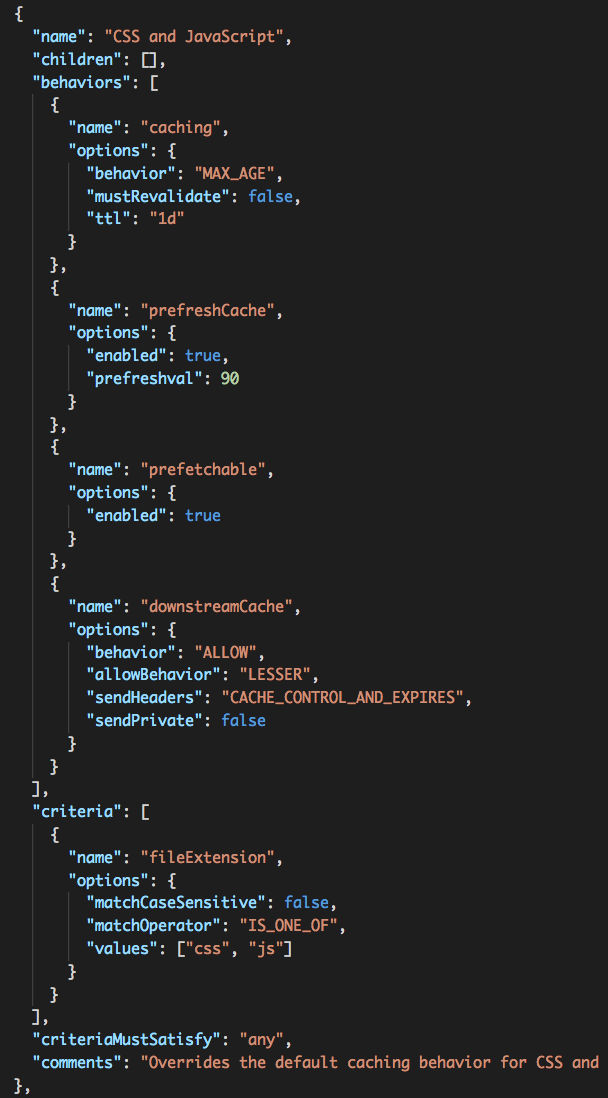 {
  "name": "CSS and JavaScript",
  "children": [],
  "behaviors": [
    {
      "name": "caching",
      "options": {
        "behavior": "MAX_AGE",
        "mustRevalidate": false,
        "ttl": "1d"
      }
    },
    {
      "name": "prefreshCache",
      "options": {
        "enabled": true,
        "prefreshval": 90
      }
    },
    {
      "name": "prefetchable",
      "options": {
        "enabled": true
      }
    },
    {
      "name": "downstreamCache",
      "options": {
        "behavior": "ALLOW",
        "allowBehavior": "LESSER",
        "sendHeaders": "CACHE_CONTROL_AND_EXPIRES",
        "sendPrivate": false
      }
    }
  ],
  "criteria": [
    {
      "name": "fileExtension",
      "options": {
        "matchCaseSensitive": false,
        "matchOperator": "IS_ONE_OF",
        "values": ["css", "js"]
      }
    }
  ],
  "criteriaMustSatisfy": "any",
  "comments": "Overrides the default caching behavior for CSS and
},